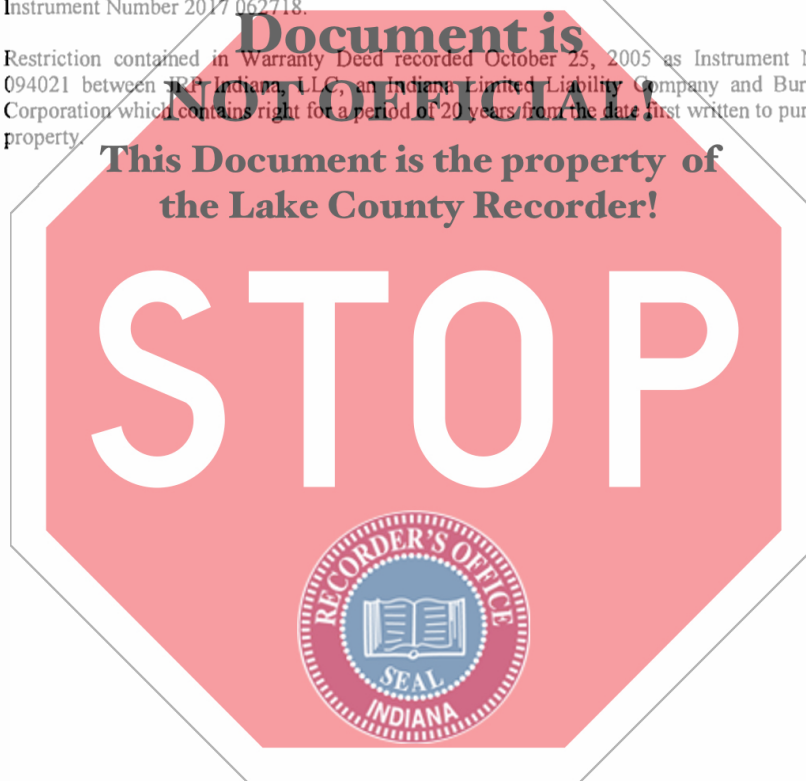 Instrument Number 2017 062718.
Document is
Restriction contained in Warranty Deed recorded October 25, 2005 as Instrument N
094021 between JRP Indiana, LLC, an Indiana Limited Liability Company and Bur
NOT OFFICIAL!
Corporation which contains right for a period of 20 years from the date first written to pur
property.
This Document is the property of
the Lake County Recorder!
STOP
RECORDER'S OFFICE
SEAL
INDIANA